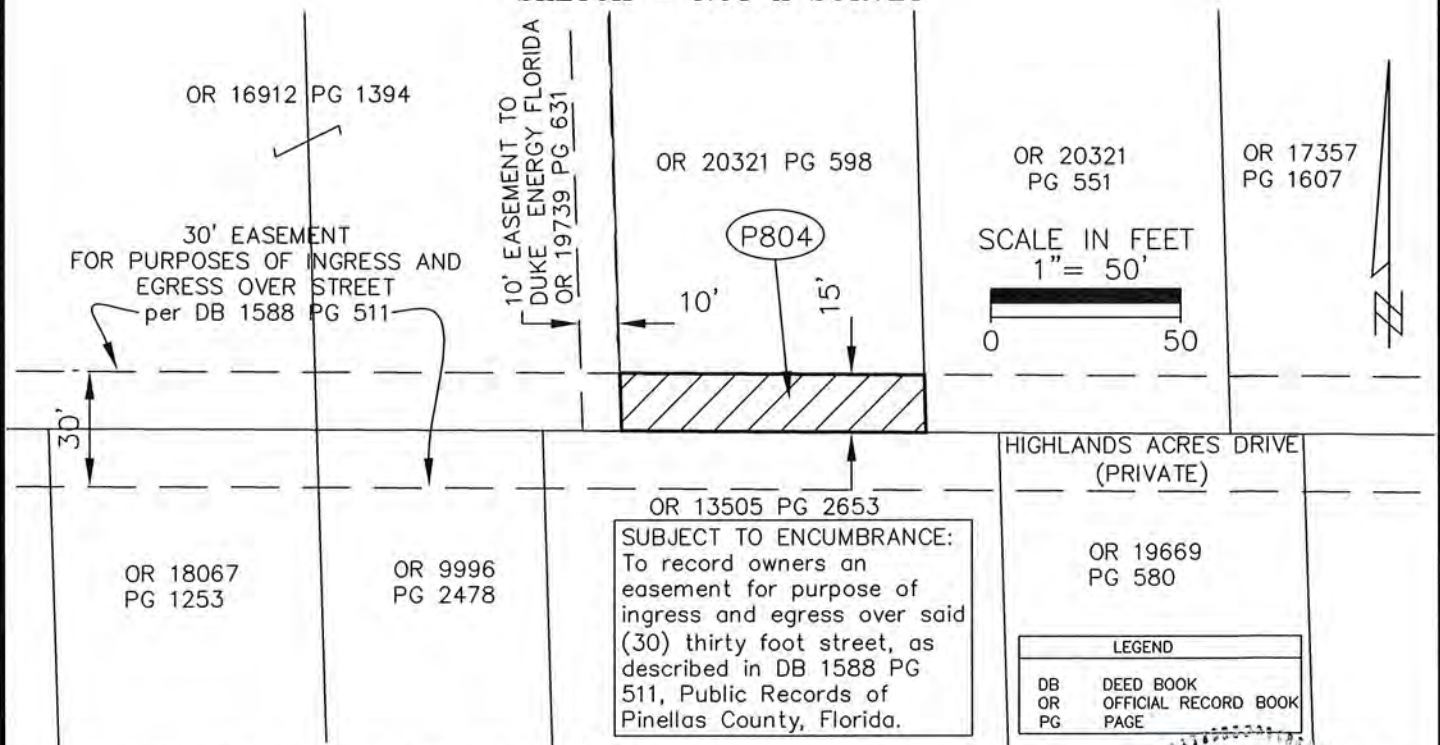 OR 16912 PG 1394
10' EASEMENT TO
DUKE ENERGY FLORIDA
OR 19739 PG 631
OR 20321 PG 598
OR 20321
PG 551
OR 17357
PG 1607
30' EASEMENT
FOR PURPOSES OF INGRESS AND
EGRESS OVER STREET
per DB 1588 PG 511
P804
SCALE IN FEET
1"= 50'
0 50
10'
15'
30'
N
HIGHLANDS ACRES DRIVE
(PRIVATE)
OR 13505 PG 2653
SUBJECT TO ENCUMBRANCE:
To record owners an
easement for purpose of
ingress and egress over said
(30) thirty foot street, as
described in DB 1588 PG
511, Public Records of
Pinellas County, Florida.
OR 18067
PG 1253
OR 9996
PG 2478
OR 19669
PG 580
LEGEND
DB DEED BOOK
OR OFFICIAL RECORD BOOK
PG PAGE